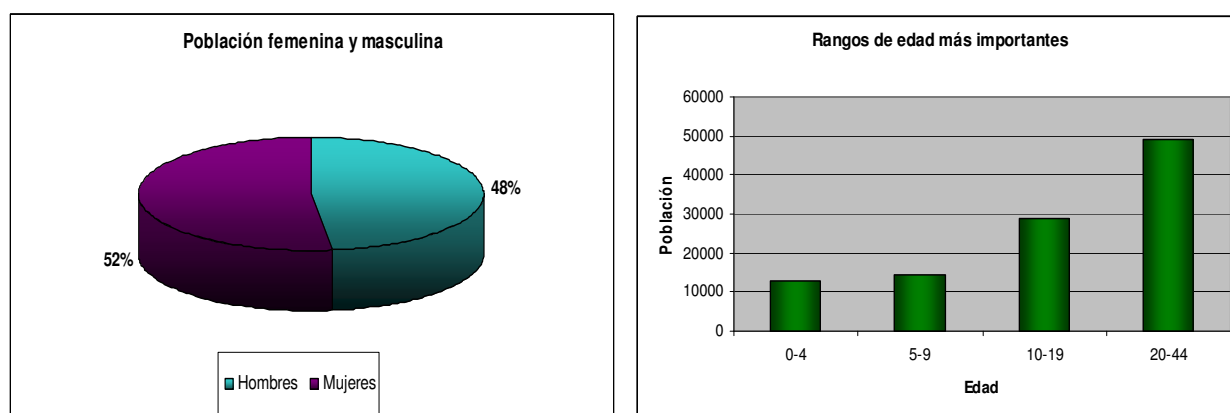 Población femenina y masculina
48%
52%
Hombres Mujeres
Rangos de edad más importantes
60000
50000
40000
30000
20000
10000
0
Población
0-4 5-9 10-19 20-44
Edad